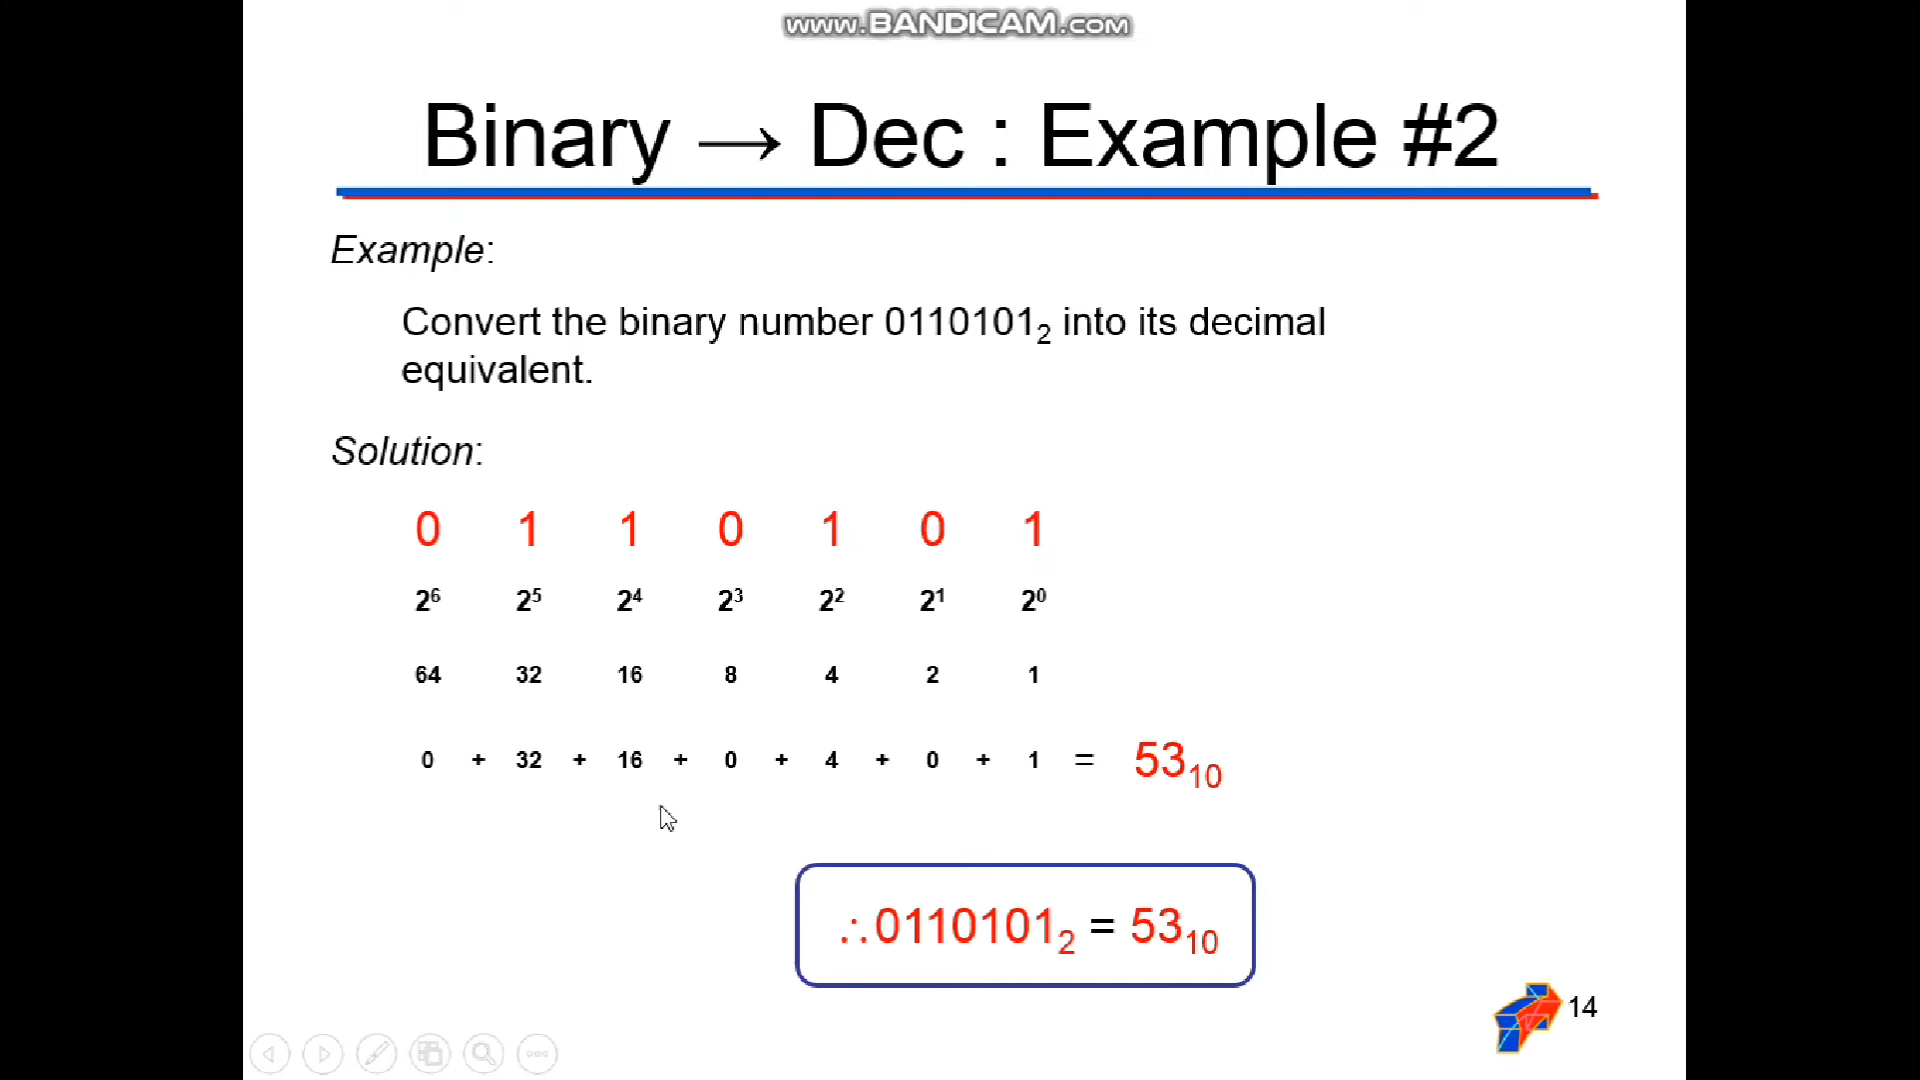 www.BANDICAM.com
Binary → Dec : Example #2
Example:
Convert the binary number 0110101₂ into its decimal
equivalent.
Solution:
0 1 1 0 1 0 1
2⁶ 2⁵ 2⁴ 2³ 2² 2¹ 2⁰
64 32 16 8 4 2 1
0 + 32 + 16 + 0 + 4 + 0 + 1 = 53₁₀
∴0110101₂ = 53₁₀
14